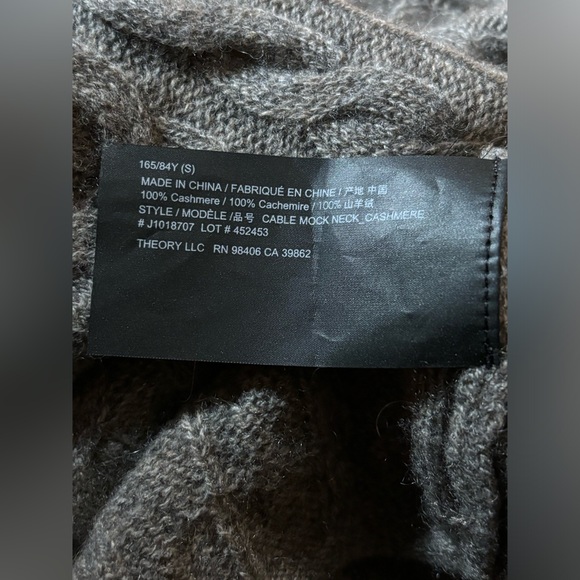 165/84Y (S)
MADE IN CHINA / FABRIQUÉ EN CHINE / 产地 中国
100% Cashmere / 100% Cachemire / 100% 山羊绒
STYLE / MODÈLE /品号 CABLE MOCK NECK_CASHMERE
# J1018707 LOT # 452453
THEORY LLC RN 98406 CA 39862